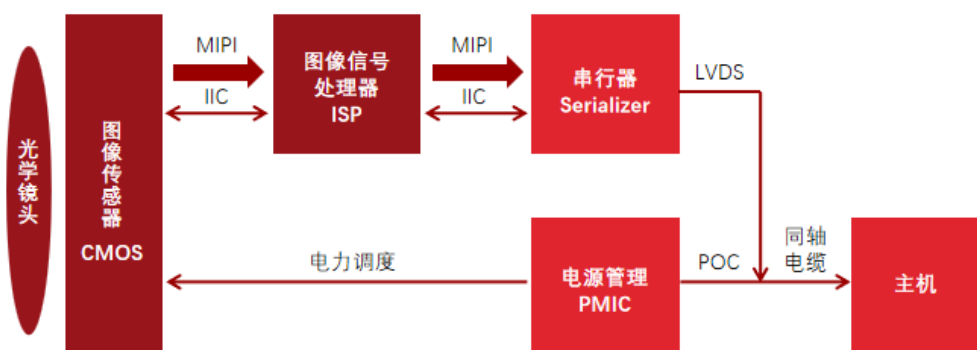 光学镜头
图像传感器
CMOS
MIPI
IIC
图像信号
处理器
ISP
MIPI
IIC
串行器
Serializer
LVDS
电力调度
电源管理
PMIC
POC
同轴
电缆
主机